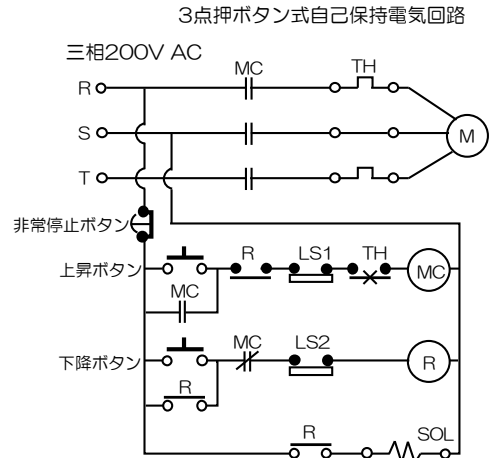 3点押ボタン式自己保持電気回路
三相200V AC
MC
TH
R
S
M
T
非常停止ボタン
上昇ボタン
R
LS1
TH
MC
MC
下降ボタン
MC
LS2
R
R
R
SOL